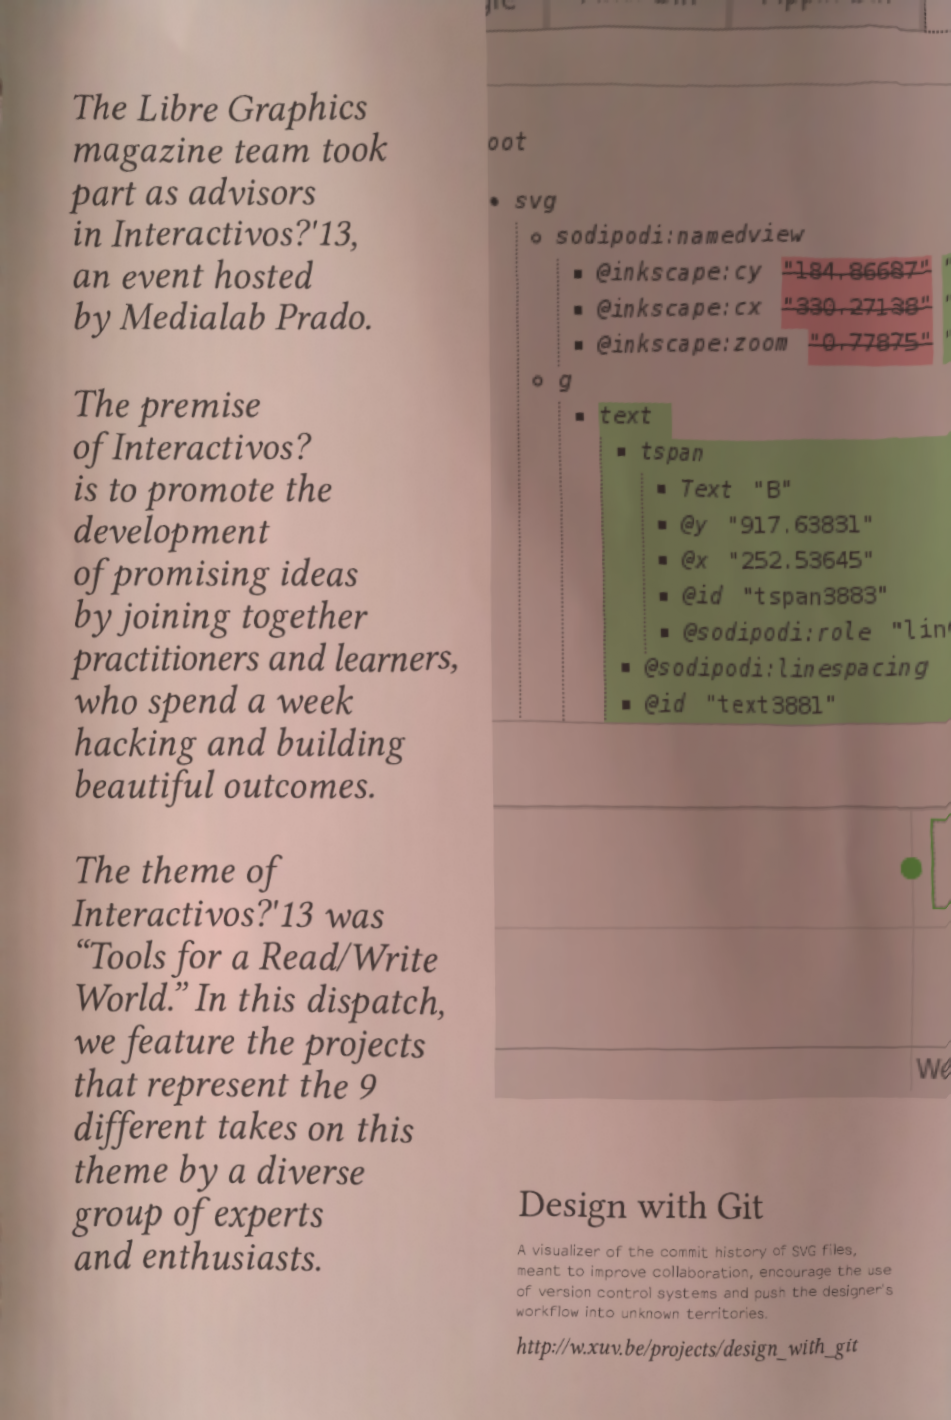 The Libre Graphics
magazine team took
part as advisors
in Interactivos?'13,
an event hosted
by Medialab Prado.
The premise
of Interactivos?
is to promote the
development
of promising ideas
by joining together
practitioners and learners,
who spend a week
hacking and building
beautiful outcomes.
The theme of
Interactivos?'13 was
“Tools for a Read/Write
World.” In this dispatch,
we feature the projects
that represent the 9
different takes on this
theme by a diverse
group of experts
and enthusiasts.
oot
svg
sodipodi:namedview
@inkscape:cy "184.86687"
@inkscape:cx "330.27138"
@inkscape:zoom "0.77875"
g
text
tspan
Text "B"
@y "917.63831"
@x "252.53645"
@id "tspan3883"
@sodipodi:role "lin
@sodipodi:linespacing
@id "text3881"
We
Design with Git
A visualizer of the commit history of SVG files,
meant to improve collaboration, encourage the use
of version control systems and push the designer's
workflow into unknown territories.
http://w.xuv.be/projects/design_with_git